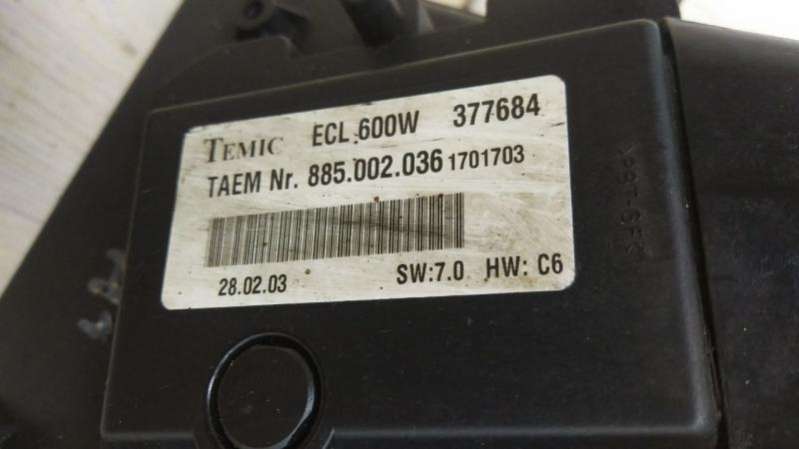 TEMIC ECL 600W 377684
TAEM Nr. 885.002.036 1701703
28.02.03 SW:7.0 HW: C6